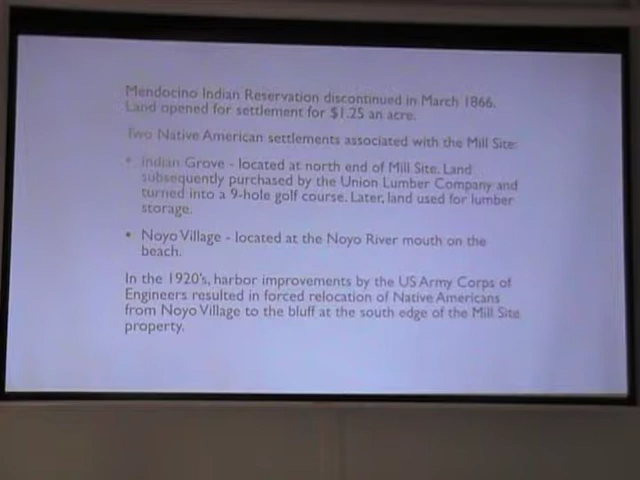 Mendocino Indian Reservation discontinued in March 1866.
Land opened for settlement for $1.25 an acre.
Two Native American settlements associated with the Mill Site:
• Indian Grove - located at north end of Mill Site. Land
subsequently purchased by the Union Lumber Company and
turned into a 9-hole golf course. Later, land used for lumber
storage.
• Noyo Village - located at the Noyo River mouth on the
beach.
In the 1920's, harbor improvements by the US Army Corps of
Engineers resulted in forced relocation of Native Americans
from Noyo Village to the bluff at the south edge of the Mill Site
property.